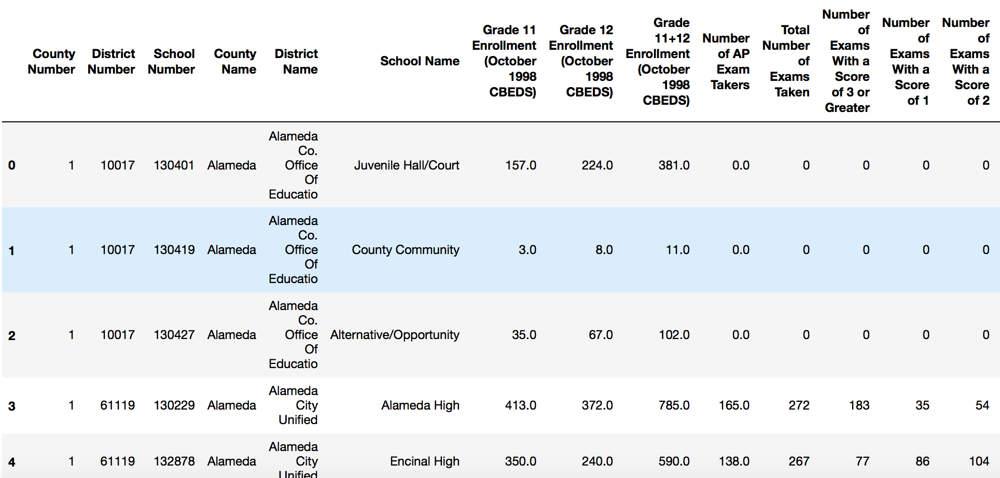 County Number District Number School Number County Name District Name School Name Grade 11 Enrollment (October 1998 CBEDS) Grade 12 Enrollment (October 1998 CBEDS) Grade 11+12 Enrollment (October 1998 CBEDS) Number of AP Exam Takers Total Number of Exams Taken Number of Exams With a Score of 3 or Greater Number of Exams With a Score of 1 Number of Exams With a Score of 2
0 1 10017 130401 Alameda Alameda Co. Office Of Educatio Juvenile Hall/Court 157.0 224.0 381.0 0.0 0 0 0 0
1 1 10017 130419 Alameda Alameda Co. Office Of Educatio County Community 3.0 8.0 11.0 0.0 0 0 0 0
2 1 10017 130427 Alameda Alameda Co. Office Of Educatio Alternative/Opportunity 35.0 67.0 102.0 0.0 0 0 0 0
3 1 61119 130229 Alameda Alameda City Unified Alameda High 413.0 372.0 785.0 165.0 272 183 35 54
4 1 61119 132878 Alameda Alameda City Unified Encinal High 350.0 240.0 590.0 138.0 267 77 86 104